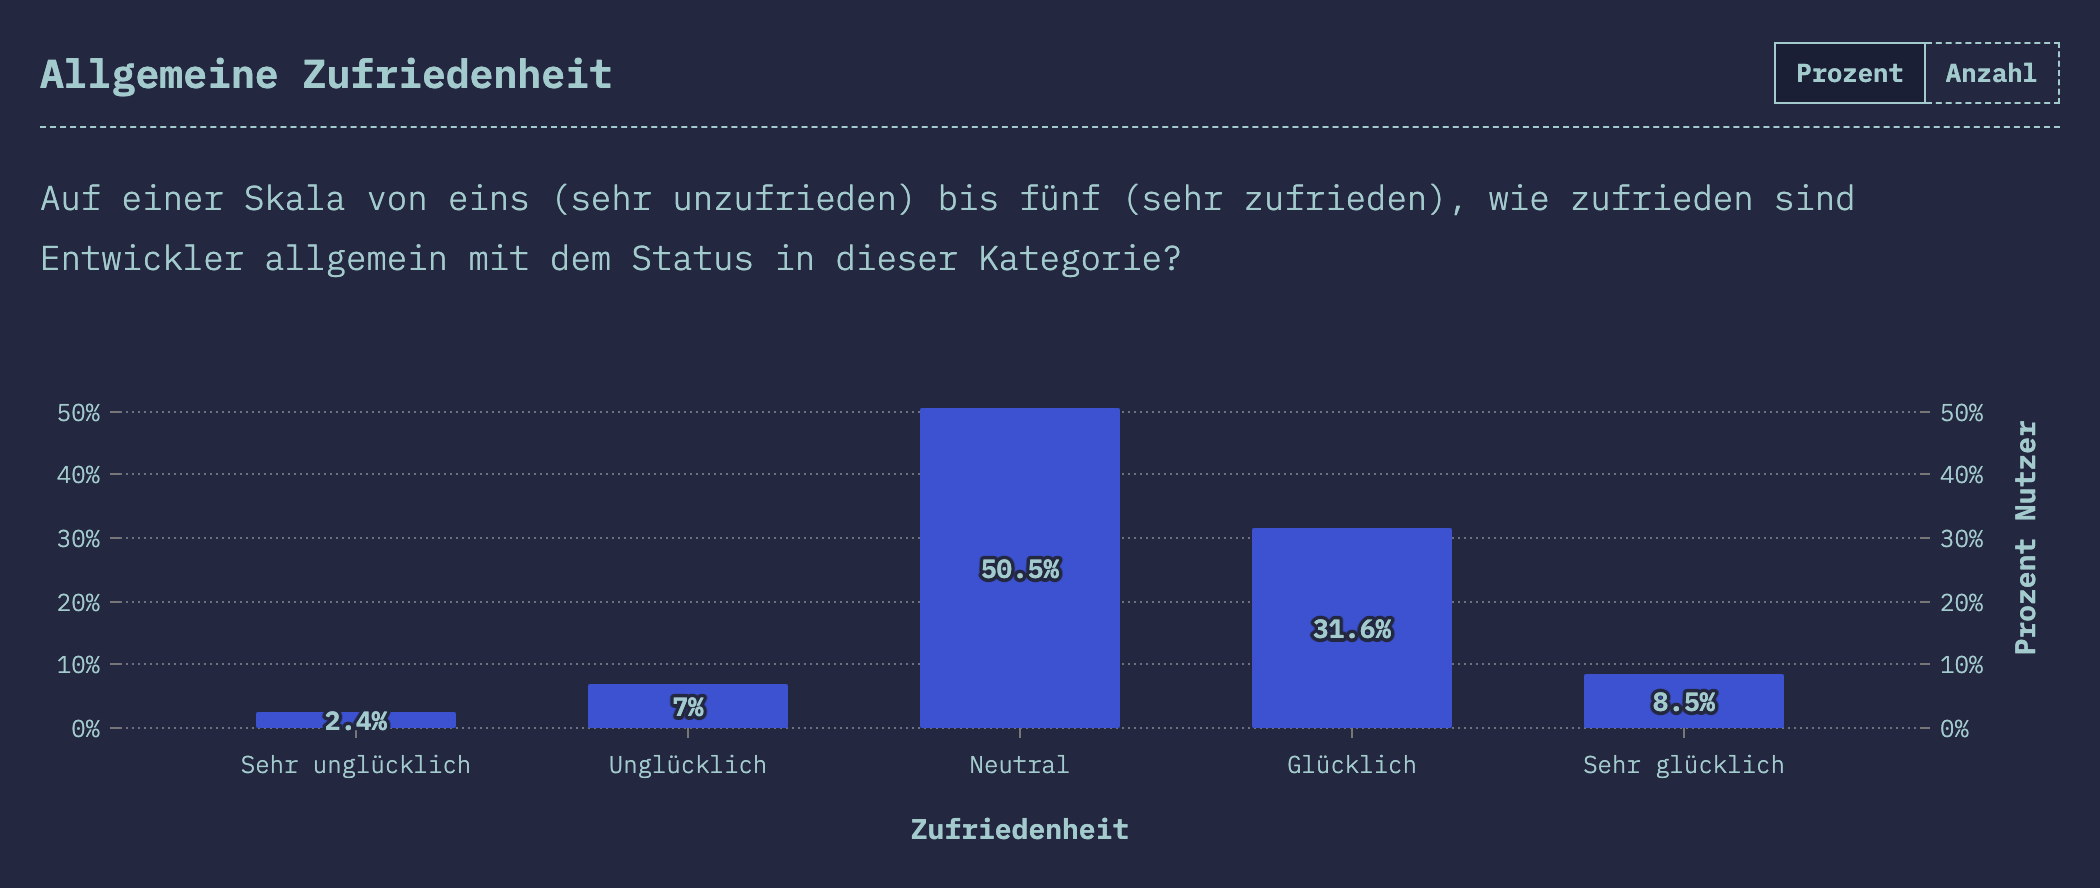 Allgemeine Zufriedenheit
Prozent
Anzahl
Auf einer Skala von eins (sehr unzufrieden) bis fünf (sehr zufrieden), wie zufrieden sind
Entwickler allgemein mit dem Status in dieser Kategorie?
50%
40%
30%
20%
10%
0%
2.4%
7%
50.5%
31.6%
8.5%
50%
40%
30%
20%
10%
0%
Prozent Nutzer
Sehr unglücklich
Unglücklich
Neutral
Glücklich
Sehr glücklich
Zufriedenheit